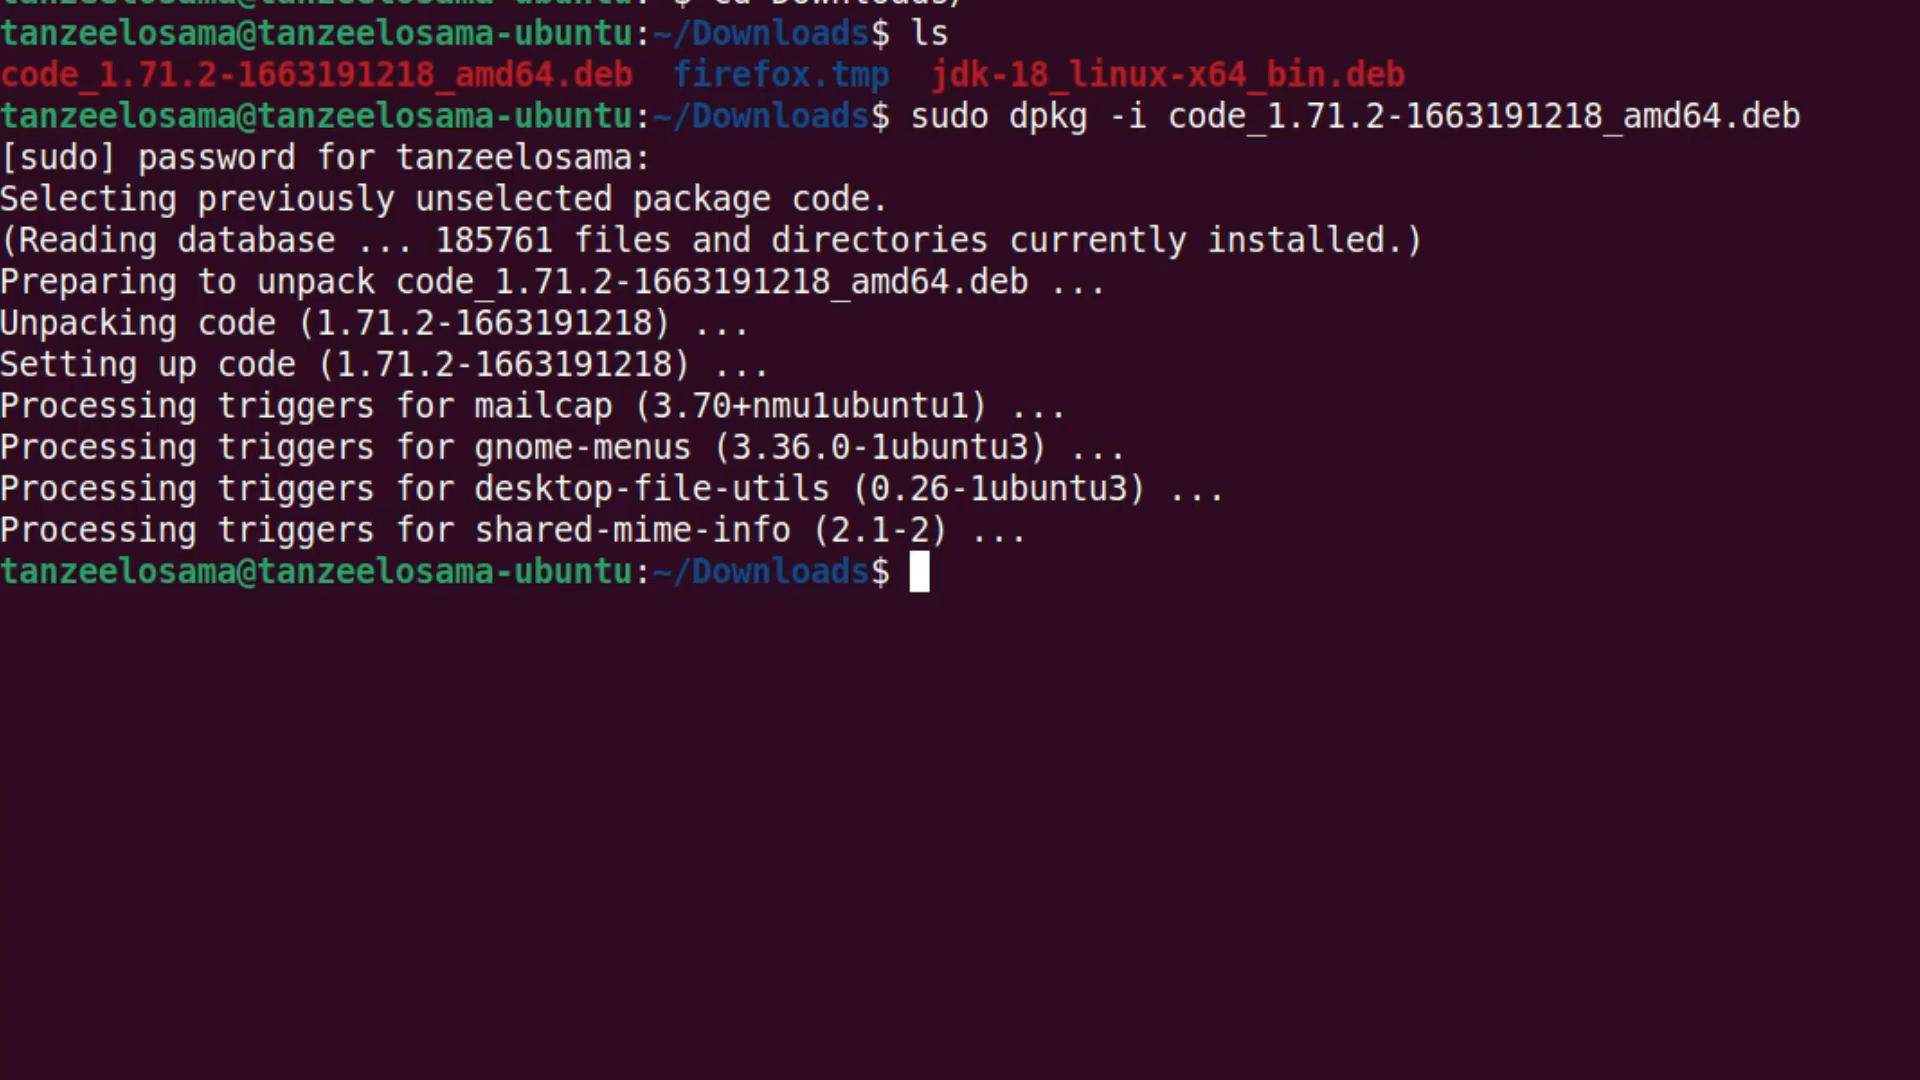 tanzeelosama@tanzeelosama-ubuntu:~$ cd Downloads/
tanzeelosama@tanzeelosama-ubuntu:~/Downloads$ ls
code_1.71.2-1663191218_amd64.deb  firefox.tmp  jdk-18_linux-x64_bin.deb
tanzeelosama@tanzeelosama-ubuntu:~/Downloads$ sudo dpkg -i code_1.71.2-1663191218_amd64.deb
[sudo] password for tanzeelosama:
Selecting previously unselected package code.
(Reading database ... 185761 files and directories currently installed.)
Preparing to unpack code_1.71.2-1663191218_amd64.deb ...
Unpacking code (1.71.2-1663191218) ...
Setting up code (1.71.2-1663191218) ...
Processing triggers for mailcap (3.70+nmu1ubuntu1) ...
Processing triggers for gnome-menus (3.36.0-1ubuntu3) ...
Processing triggers for desktop-file-utils (0.26-1ubuntu3) ...
Processing triggers for shared-mime-info (2.1-2) ...
tanzeelosama@tanzeelosama-ubuntu:~/Downloads$